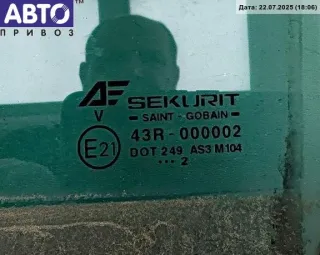 АВТО
ПРИВОЗ
Дата: 22.07.2025 (18:06)
SEKURIT
V
SAINT - GOBAIN
43R-000002
E21
DOT 249 AS3 M104
••• 2